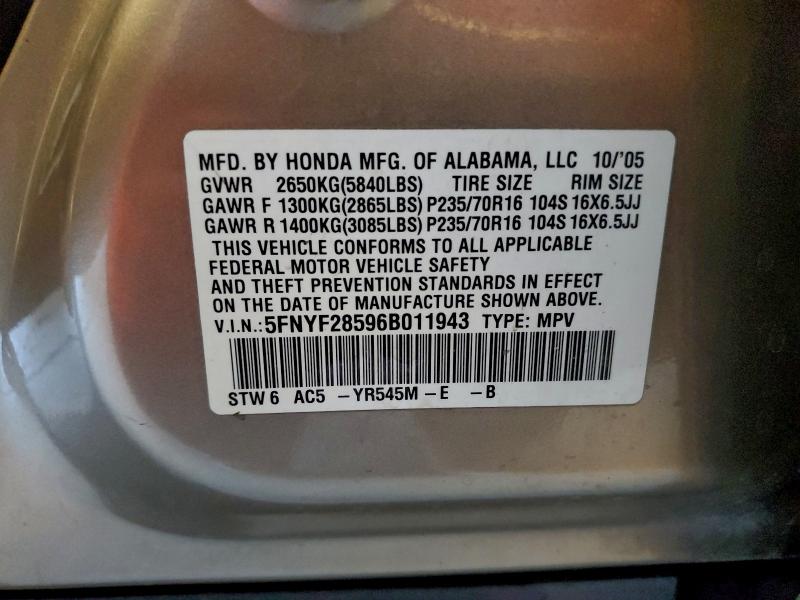 MFD. BY HONDA MFG. OF ALABAMA, LLC 10/'05
GVWR 2650KG(5840LBS) TIRE SIZE RIM SIZE
GAWR F 1300KG(2865LBS) P235/70R16 104S 16X6.5JJ
GAWR R 1400KG(3085LBS) P235/70R16 104S 16X6.5JJ
THIS VEHICLE CONFORMS TO ALL APPLICABLE
FEDERAL MOTOR VEHICLE SAFETY
AND THEFT PREVENTION STANDARDS IN EFFECT
ON THE DATE OF MANUFACTURE SHOWN ABOVE.
V.I.N.: 5FNYF28596B011943 TYPE: MPV
STW 6 AC5 -YR545M -E -B